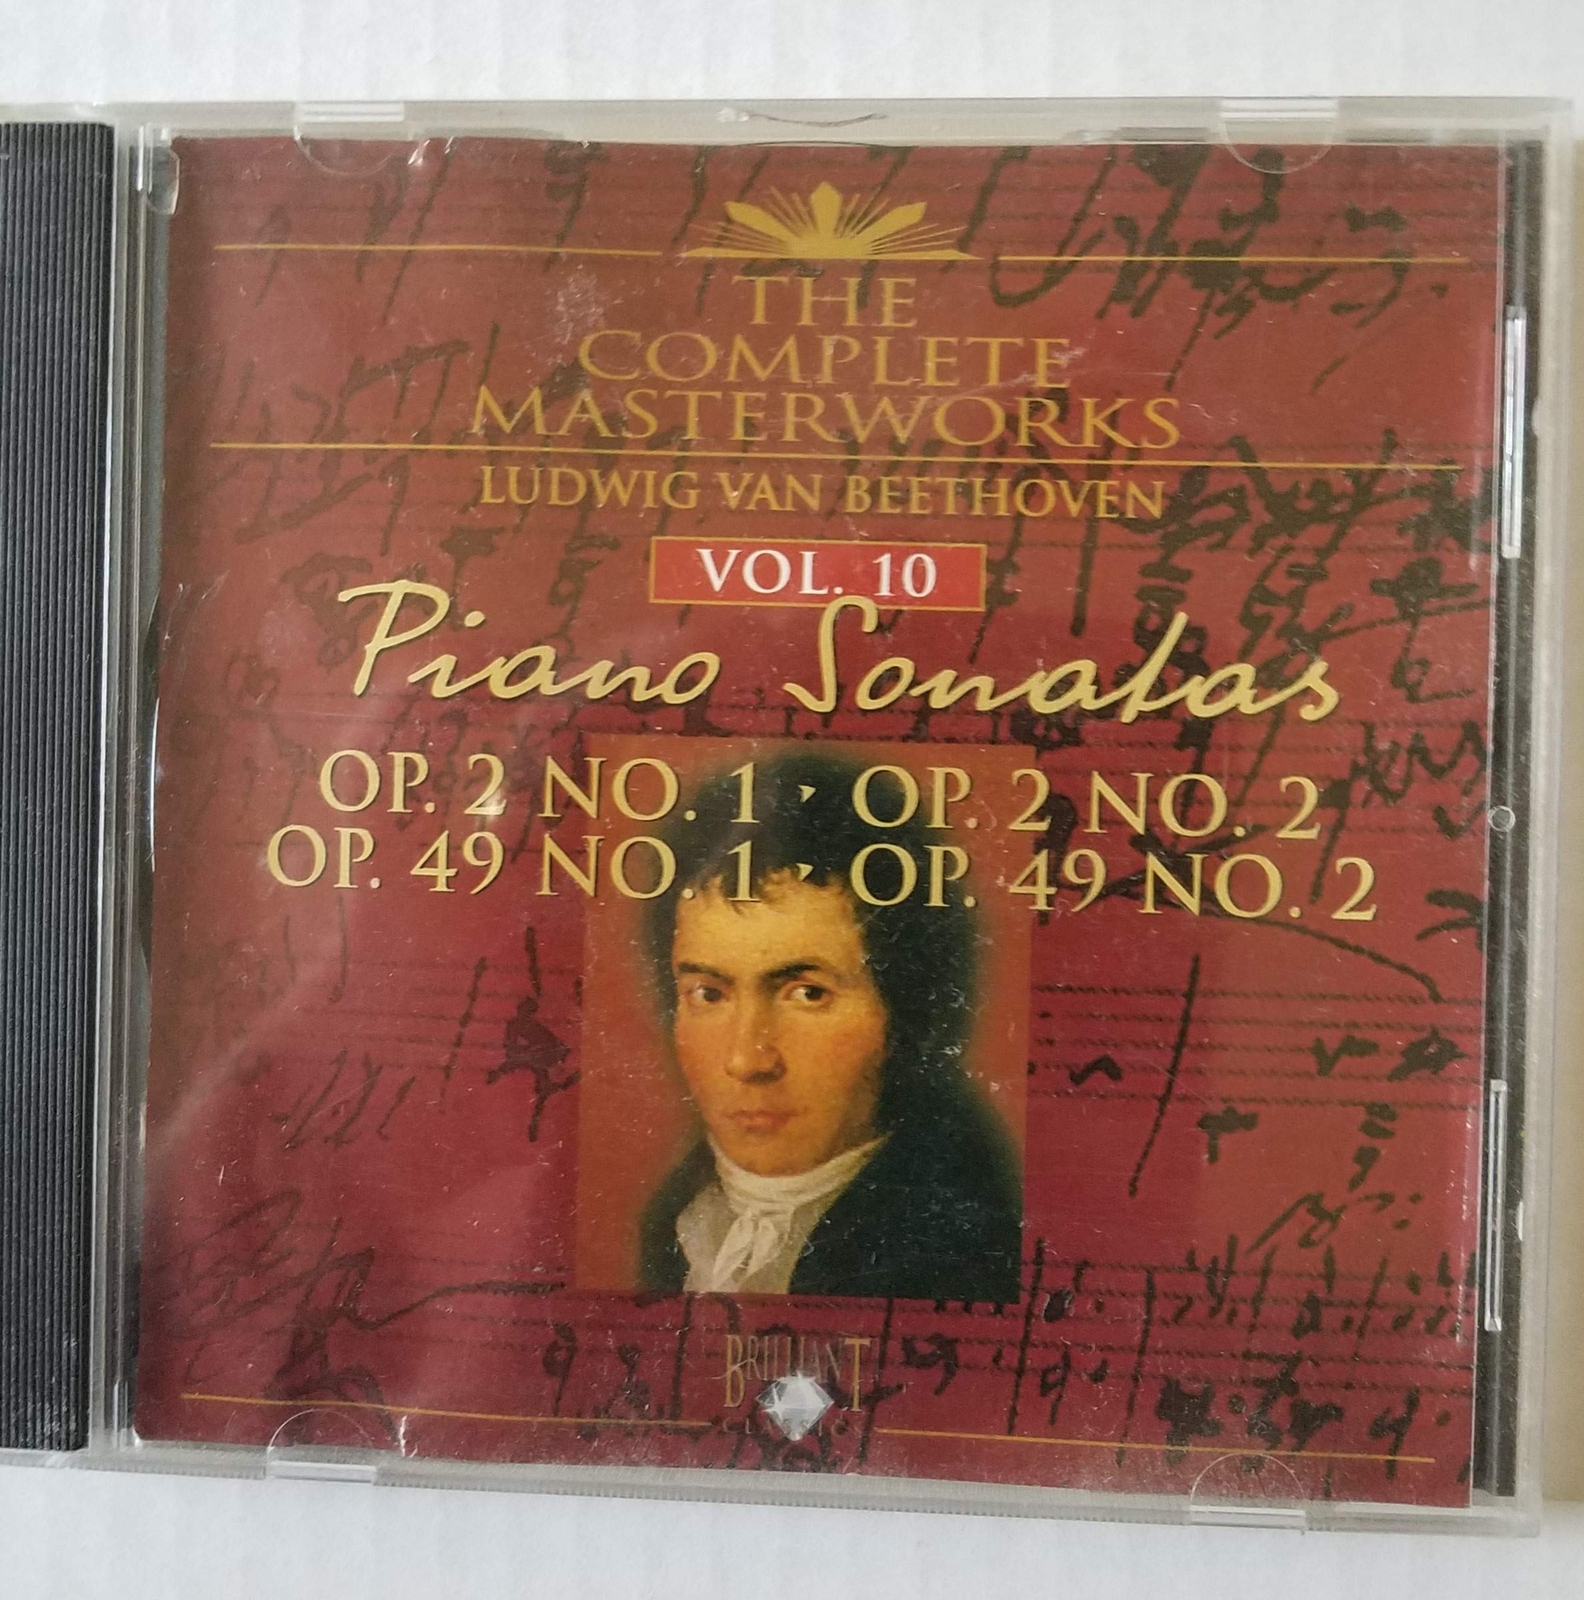 THE
COMPLETE
MASTERWORKS
LUDWIG VAN BEETHOVEN
VOL. 10
Piano Sonatas
OP. 2 NO. 1 · OP. 2 NO. 2
OP. 49 NO. 1 · OP. 49 NO. 2
BRILLIANT